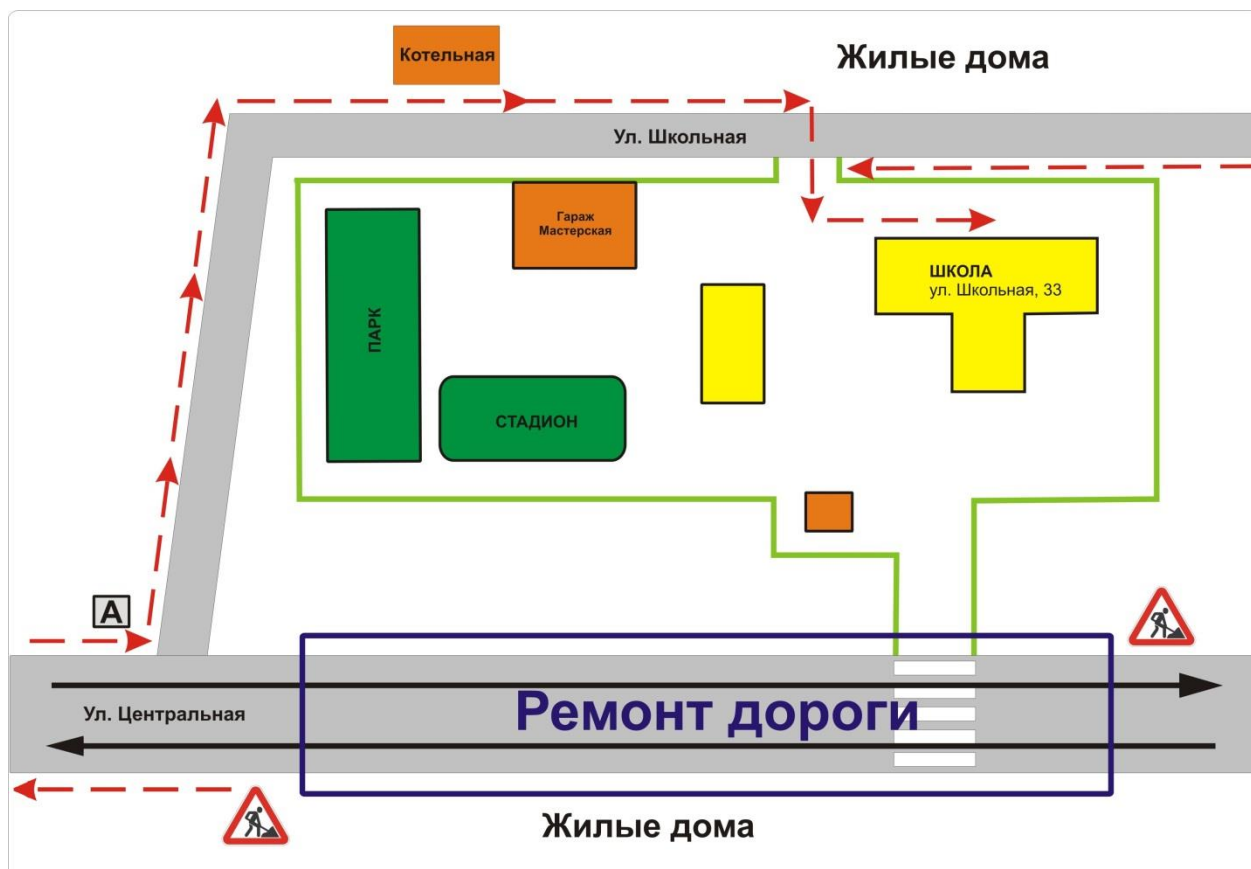 Котельная
Жилые дома
Ул. Школьная
Гараж
Мастерская
ШКОЛА
ул. Школьная, 33
ПАРК
СТАДИОН
А
Ул. Центральная
Ремонт дороги
Жилые дома